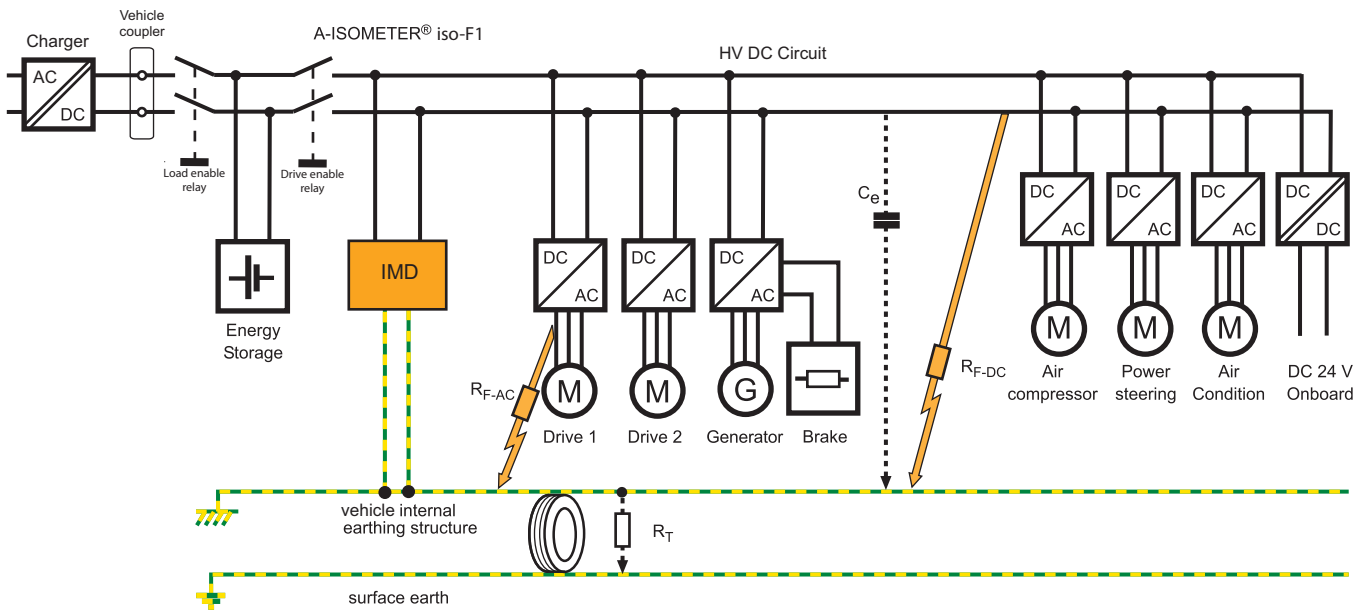 Vehicle
coupler
Charger
A-ISOMETER® iso-F1
HV DC Circuit
AC
DC
Load enable
relay
Drive enable
relay
Ce
DC
AC
DC
AC
DC
AC
DC
DC
IMD
DC
AC
DC
AC
DC
AC
Energy
Storage
RF-AC
M
M
G
RF-DC
M
M
M
Drive 1
Drive 2
Generator
Brake
Air
compressor
Power
steering
Air
Condition
DC 24 V
Onboard
vehicle internal
earthing structure
RT
surface earth